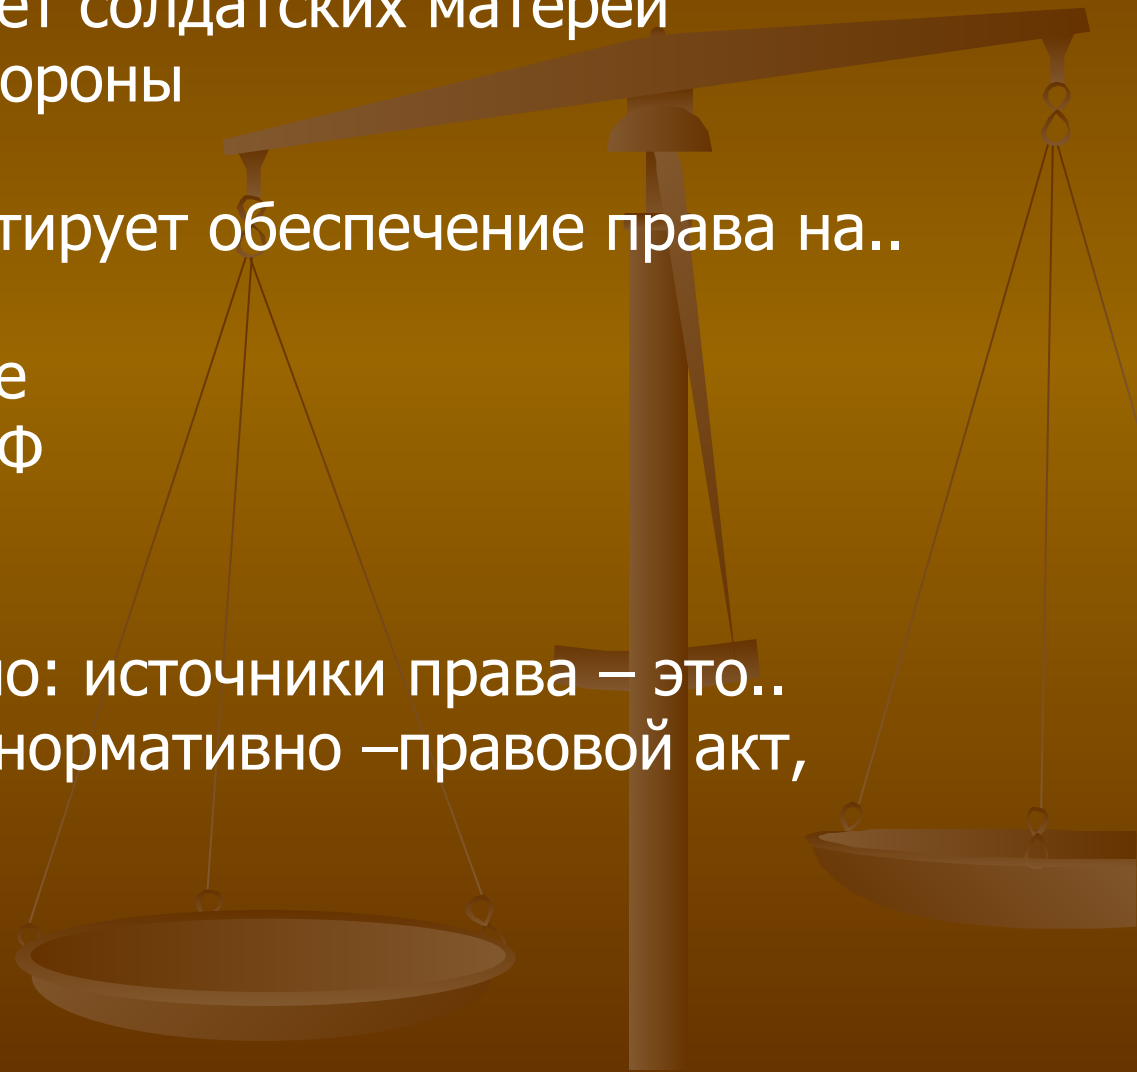 ет солдатских матерей
ороны
тирует обеспечение права на..
е
Ф
о: источники права – это..
нормативно –правовой акт,